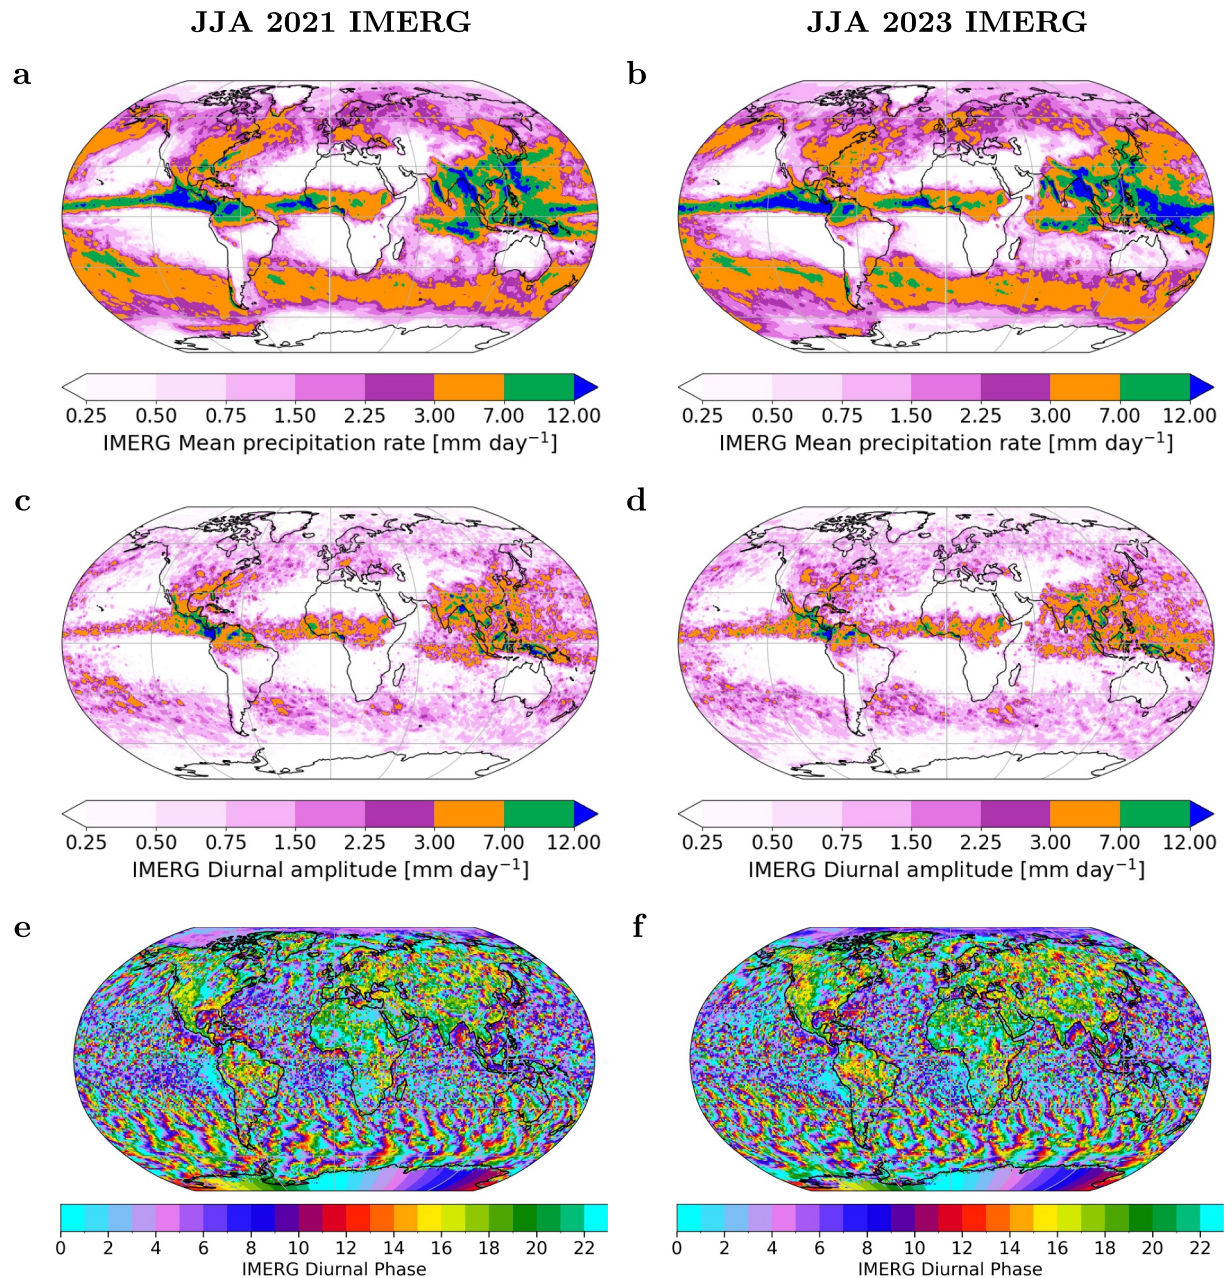 JJA 2021 IMERG
JJA 2023 IMERG
a
b
0.25 0.50 0.75 1.50 2.25 3.00 7.00 12.00
IMERG Mean precipitation rate [mm day−1]
0.25 0.50 0.75 1.50 2.25 3.00 7.00 12.00
IMERG Mean precipitation rate [mm day−1]
c
d
0.25 0.50 0.75 1.50 2.25 3.00 7.00 12.00
IMERG Diurnal amplitude [mm day−1]
0.25 0.50 0.75 1.50 2.25 3.00 7.00 12.00
IMERG Diurnal amplitude [mm day−1]
e
f
0 2 4 6 8 10 12 14 16 18 20 22
IMERG Diurnal Phase
0 2 4 6 8 10 12 14 16 18 20 22
IMERG Diurnal Phase